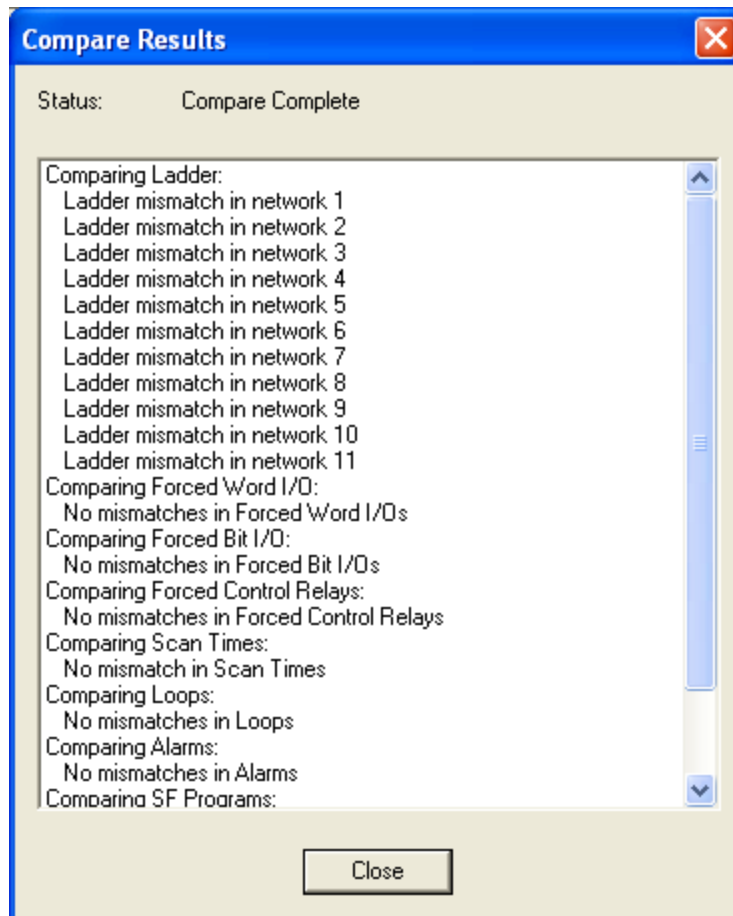 Compare Results
Status: Compare Complete
Comparing Ladder:
Ladder mismatch in network 1
Ladder mismatch in network 2
Ladder mismatch in network 3
Ladder mismatch in network 4
Ladder mismatch in network 5
Ladder mismatch in network 6
Ladder mismatch in network 7
Ladder mismatch in network 8
Ladder mismatch in network 9
Ladder mismatch in network 10
Ladder mismatch in network 11
Comparing Forced Word I/O:
No mismatches in Forced Word I/Os
Comparing Forced Bit I/O:
No mismatches in Forced Bit I/Os
Comparing Forced Control Relays:
No mismatches in Forced Control Relays
Comparing Scan Times:
No mismatch in Scan Times
Comparing Loops:
No mismatches in Loops
Comparing Alarms:
No mismatches in Alarms
Comparing SF Programs:
Close